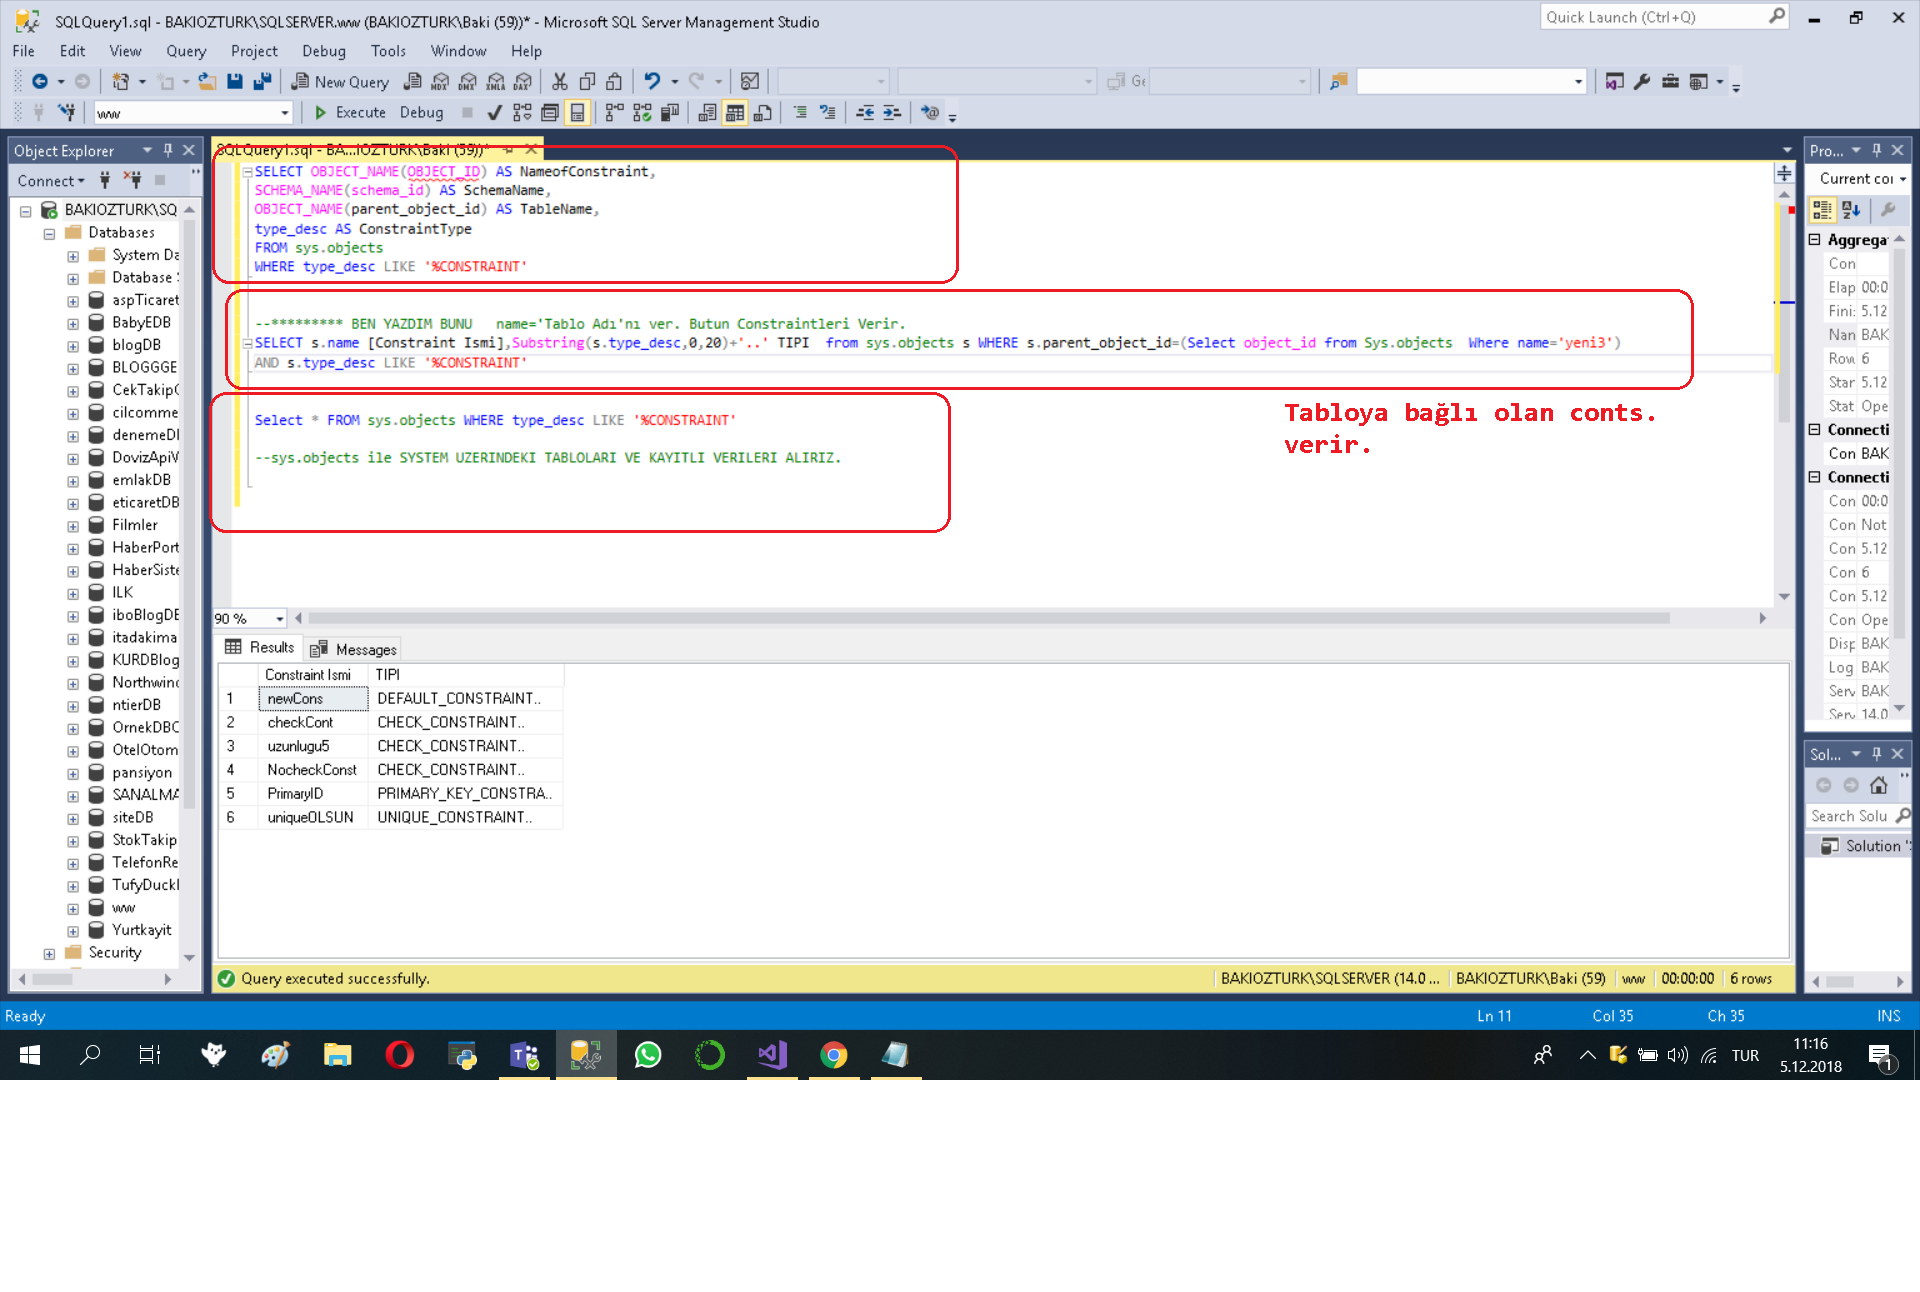 SQLQuery1.sql - BAKIOZTURK\SQLSERVER.ww (BAKIOZTURK\Baki (59))* - Microsoft SQL Server Management Studio
Quick Launch (Ctrl+Q)
File Edit View Query Project Debug Tools Window Help
New Query
ww
Execute Debug
Object Explorer
Connect
BAKIOZTURK\SQ
Databases
System Da
Database
aspTicaret
BabyEDB
blogDB
BLOGGGE
CekTakip
cilcomme
denemeD
DovizApiV
emlakDB
eticaretDB
Filmler
HaberPort
HaberSiste
ILK
iboBlogDE
itadakima
KURDBlog
Northwind
ntierDB
OrnekDBC
OtelOtom
pansiyon
SANALMA
siteDB
StokTakip
TelefonRe
TufyDuckl
ww
Yurtkayit
Security
SQLQuery1.sql - BA...IOZTURK\Baki (59))*
SELECT OBJECT_NAME(OBJECT_ID) AS NameofConstraint,
SCHEMA_NAME(schema_id) AS SchemaName,
OBJECT_NAME(parent_object_id) AS TableName,
type_desc AS ConstraintType
FROM sys.objects
WHERE type_desc LIKE '%CONSTRAINT'
--********* BEN YAZDIM BUNU name='Tablo Adı'nı ver. Butun Constraintleri Verir.
SELECT s.name [Constraint Ismi],Substring(s.type_desc,0,20)+'..' TIPI from sys.objects s WHERE s.parent_object_id=(Select object_id from Sys.objects Where name='yeni3')
AND s.type_desc LIKE '%CONSTRAINT'
Select * FROM sys.objects WHERE type_desc LIKE '%CONSTRAINT'
--sys.objects ile SYSTEM UZERINDEKI TABLOLARI VE KAYITLI VERILERI ALIRIZ.
Tabloya bağlı olan conts.
verir.
90 %
Results Messages
Constraint Ismi TIPI
1 newCons DEFAULT_CONSTRAINT..
2 checkCont CHECK_CONSTRAINT..
3 uzunlugu5 CHECK_CONSTRAINT..
4 NocheckConst CHECK_CONSTRAINT..
5 PrimaryID PRIMARY_KEY_CONSTRA..
6 uniqueOLSUN UNIQUE_CONSTRAINT..
Query executed successfully.
BAKIOZTURK\SQLSERVER (14.0 ... BAKIOZTURK\Baki (59) ww 00:00:00 6 rows
Pro...
Current co
Aggrega
Con
Elap 00:0
Fini: 5.12
Nan BAK
Row 6
Star 5.12
Stat Ope
Connecti
Con BAK
Connecti
Con 00:0
Con Not
Con 5.12
Con 6
Con 5.12
Con Ope
Disp BAK
Log BAK
Serv BAK
Serv 14.0
Sol...
Search Solu
Solution '
Ready
Ln 11 Col 35 Ch 35 INS
TUR
11:16
5.12.2018
1